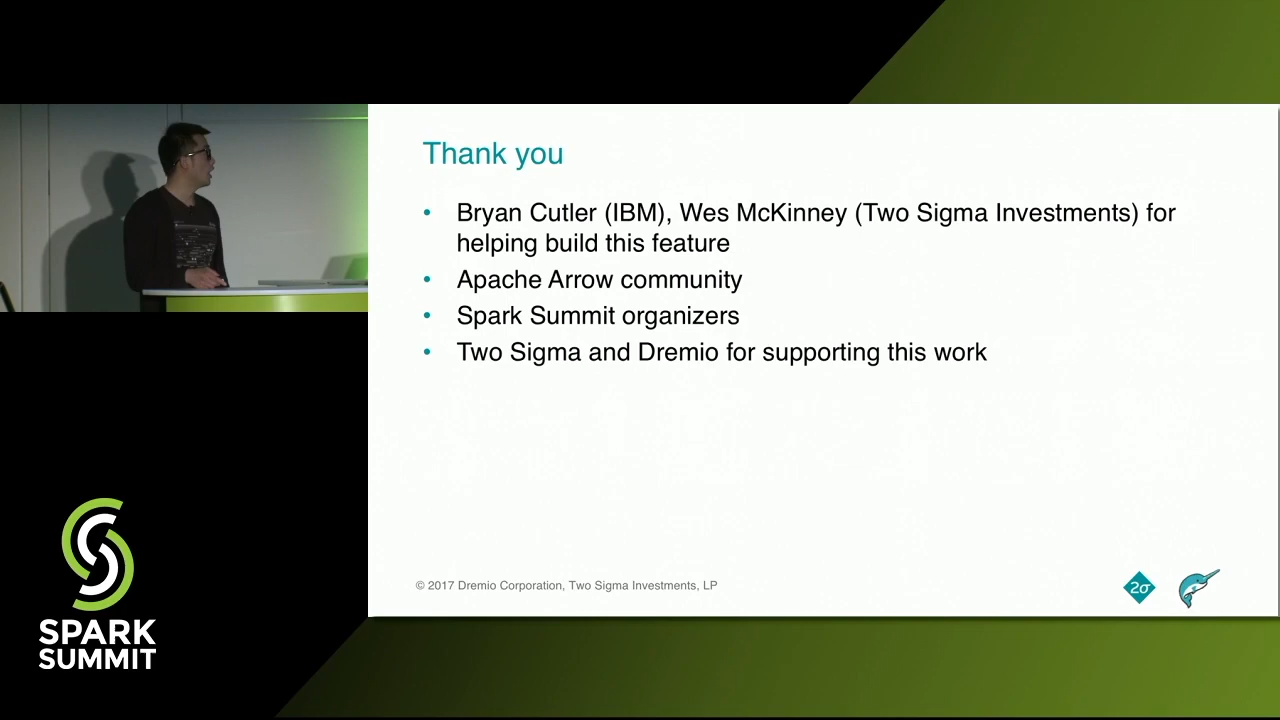 Thank you
• Bryan Cutler (IBM), Wes McKinney (Two Sigma Investments) for
helping build this feature
• Apache Arrow community
• Spark Summit organizers
• Two Sigma and Dremio for supporting this work
© 2017 Dremio Corporation, Two Sigma Investments, LP
2σ
SPARK
SUMMIT